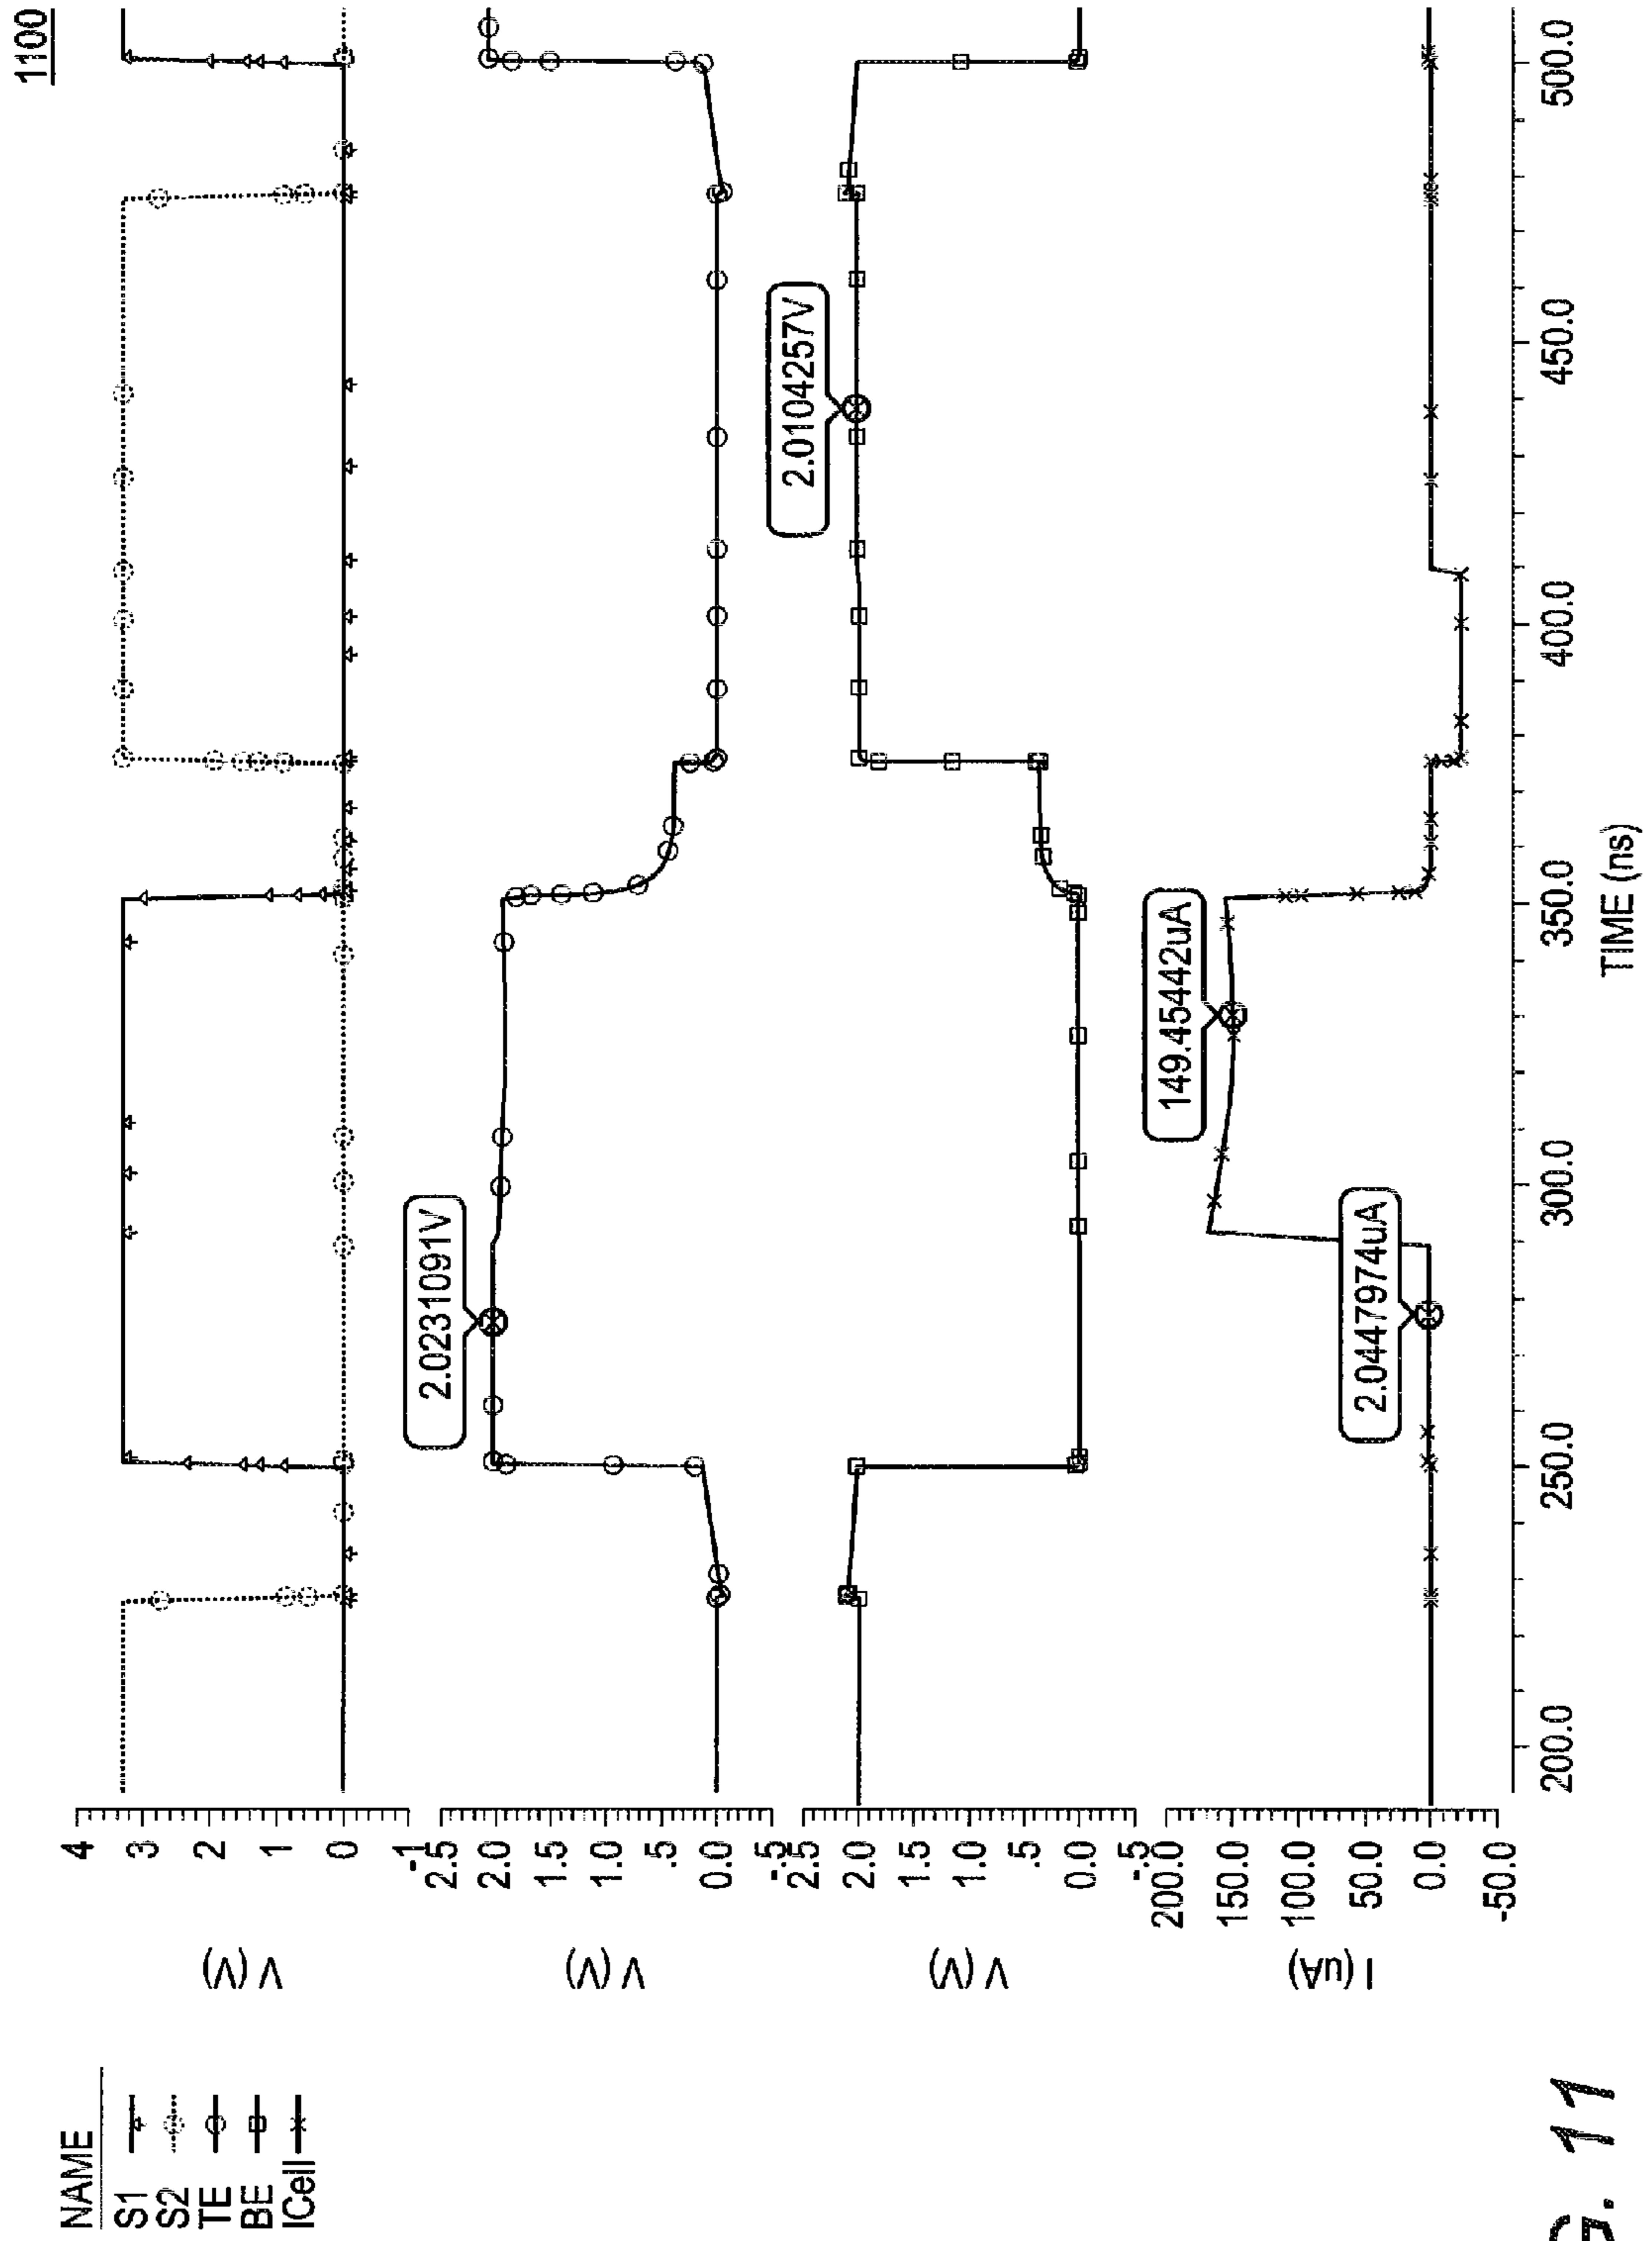 1100
NAME
S1
S2
TE
BE
ICell
V (V)
4
3
2
1
0
-1
V (V)
2.5
2.0
1.5
1.0
.5
0.0
-.5
2.0231091V
V (V)
2.5
2.0
1.5
1.0
.5
0.0
-.5
2.0104257V
I (uA)
200.0
150.0
100.0
50.0
0.0
-50.0
2.0447974uA
149.45442uA
200.0 250.0 300.0 350.0 400.0 450.0 500.0
TIME (ns)
G. 11